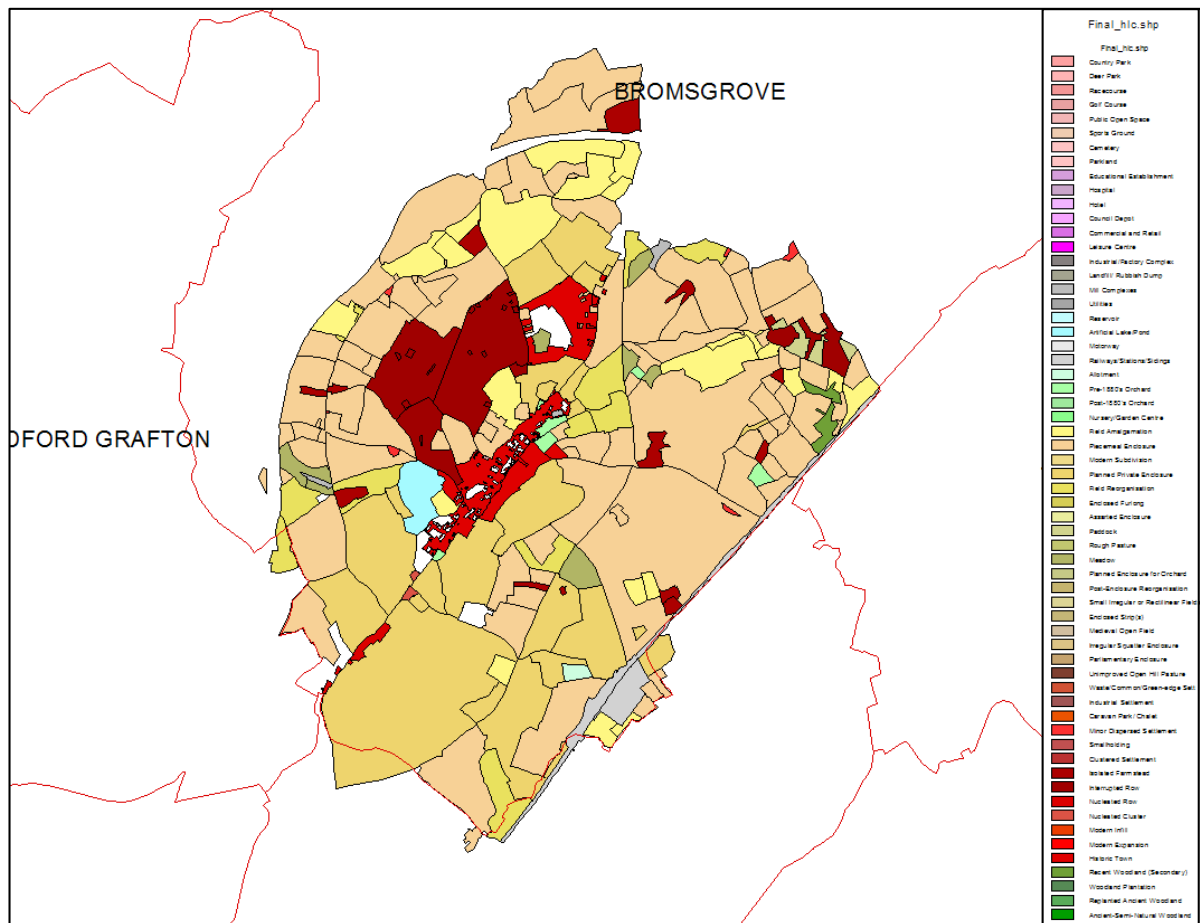 BROMSGROVE
DFORD GRAFTON
Final_hlc.shp
Final_hlc.shp
Country Park
Deer Park
Racecourse
Golf Course
Public Open Space
Sports Ground
Cemetery
Parkland
Educational Establishment
Hospital
Hotel
Council Depot
Commercial and Retail
Leisure Centre
Industrial/Factory Complex
Landfill/ Rubbish Dump
Mill Complexes
Utilities
Reservoir
Artificial Lake/Pond
Motorway
Railways/Stations/Sidings
Allotment
Pre-1880's Orchard
Post-1880's Orchard
Nursery/Garden Centre
Field Amalgamation
Piecemeal Enclosure
Modern Subdivision
Planned Private Enclosure
Field Reorganisation
Enclosed Furlong
Assarted Enclosure
Paddock
Rough Pasture
Meadow
Planned Enclosure for Orchard
Post-Enclosure Reorganisation
Small Irregular or Rectilinear Field
Enclosed Strip(s)
Medieval Open Field
Irregular Squatter Enclosure
Parliamentary Enclosure
Unimproved Open Hill Pasture
Waste/Common/Green-edge Sett
Industrial Settlement
Caravan Park/ Chalet
Minor Dispersed Settlement
Smallholding
Clustered Settlement
Isolated Farmstead
Interrupted Row
Nucleated Row
Nucleated Cluster
Modern Infill
Modern Expansion
Historic Town
Recent Woodland (Secondary)
Woodland Plantation
Replanted Ancient Woodland
Ancient-Semi-Natural Woodland